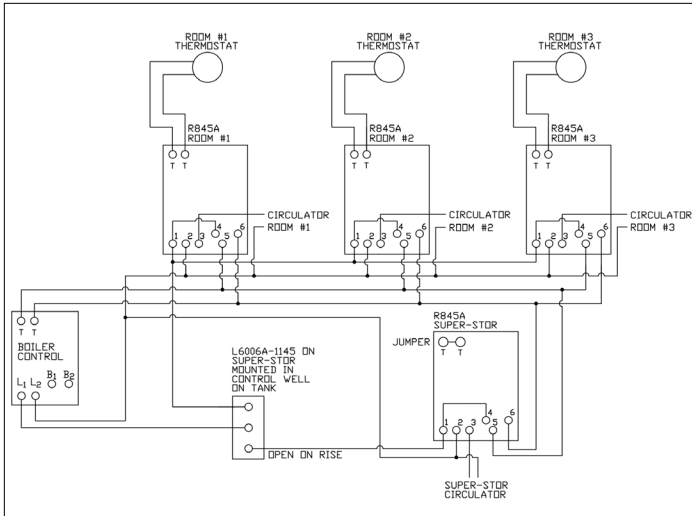 ROOM #1
THERMOSTAT
ROOM #2
THERMOSTAT
ROOM #3
THERMOSTAT
R845A
ROOM #1
R845A
ROOM #2
R845A
ROOM #3
T T
T T
T T
1 2 3 4 5 6
1 2 3 4 5 6
1 2 3 4 5 6
CIRCULATOR
ROOM #1
CIRCULATOR
ROOM #2
CIRCULATOR
ROOM #3
T T
BOILER
CONTROL
L1 L2 B1 B2
L6006A-1145 ON
SUPER-STOR
MOUNTED IN
CONTROL WELL
ON TANK
OPEN ON RISE
R845A
SUPER-STOR
JUMPER
T T
1 2 3 4 5 6
SUPER-STOR
CIRCULATOR